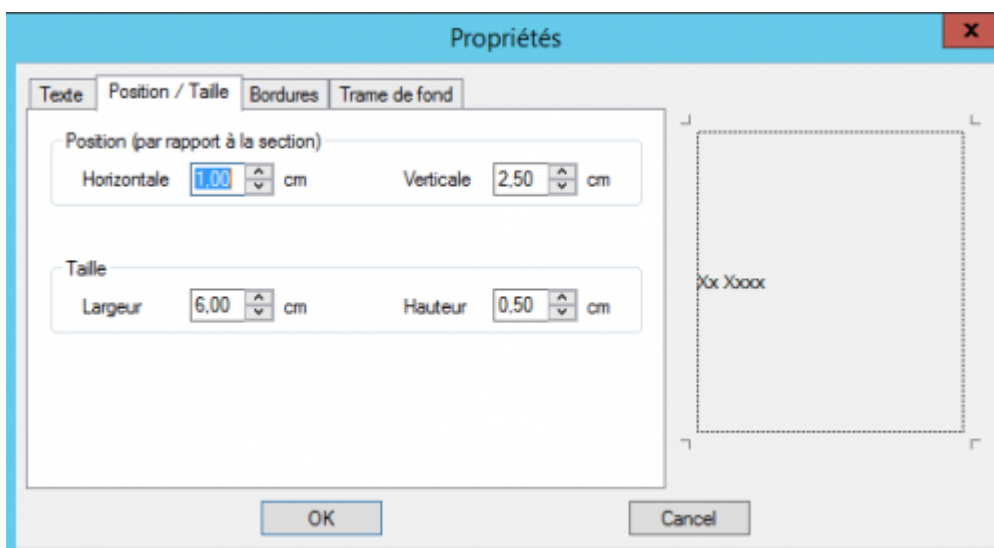 Propriétés
x
Texte Position / Taille Bordures Trame de fond
Position (par rapport à la section)
Horizontale 1,00 cm Verticale 2,50 cm
Taille
Largeur 6,00 cm Hauteur 0,50 cm
Xx Xxxx
OK Cancel